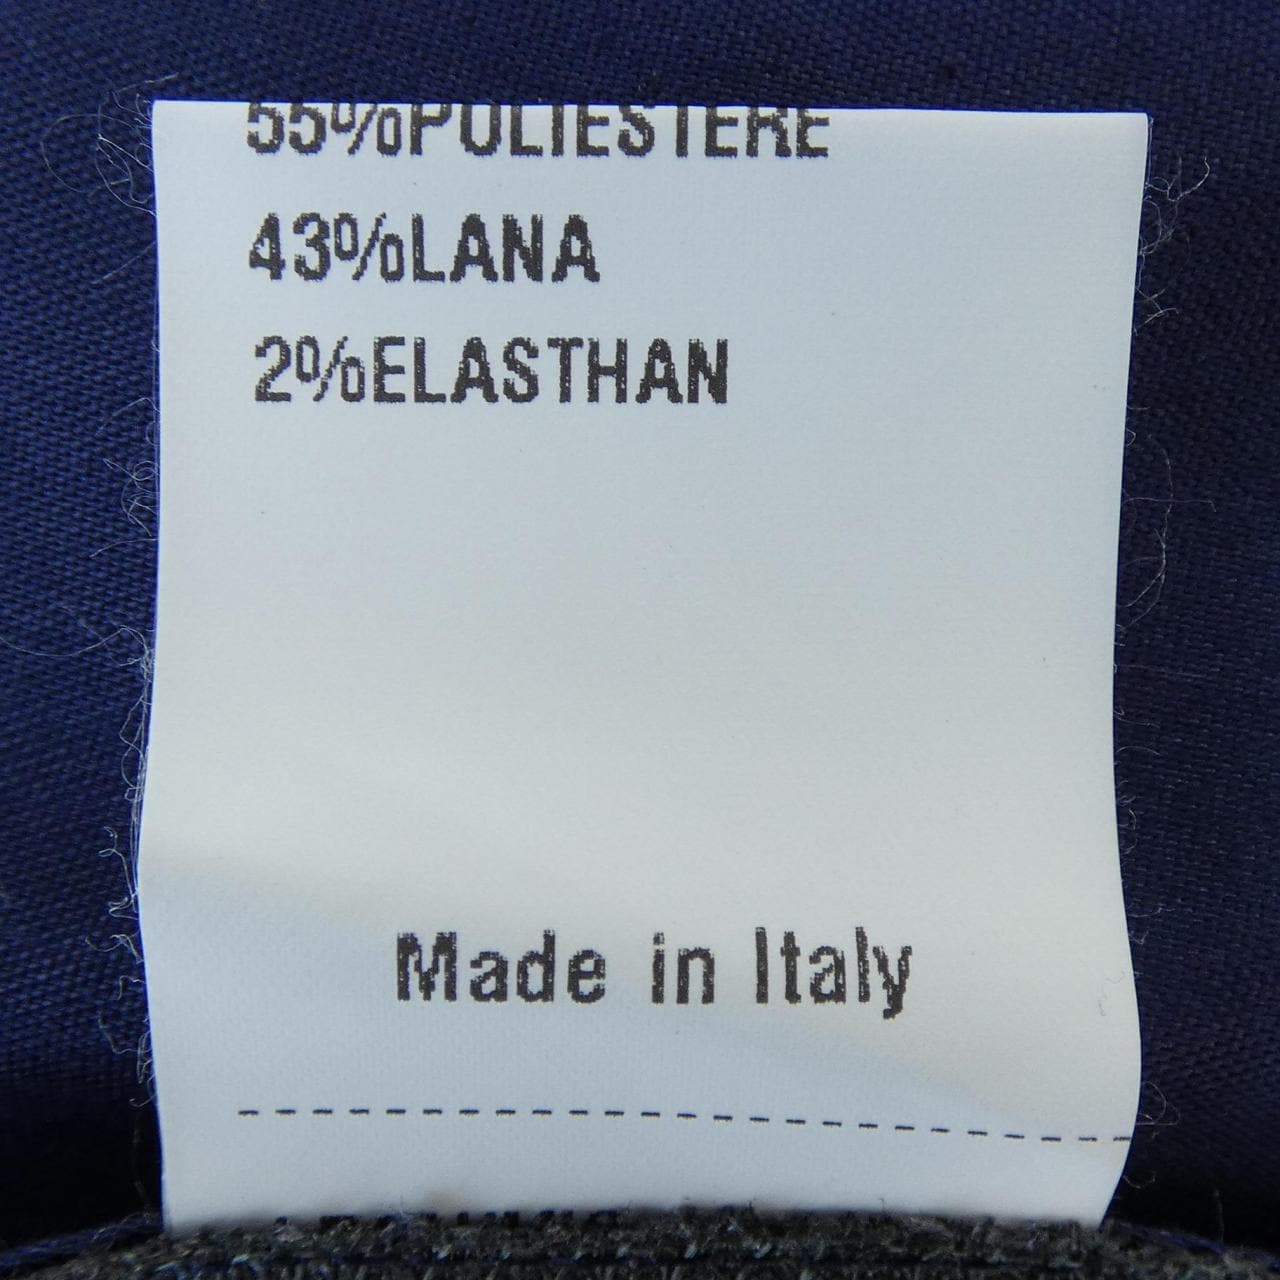 55%POLIESTERE
43%LANA
2%ELASTHAN
Made in Italy